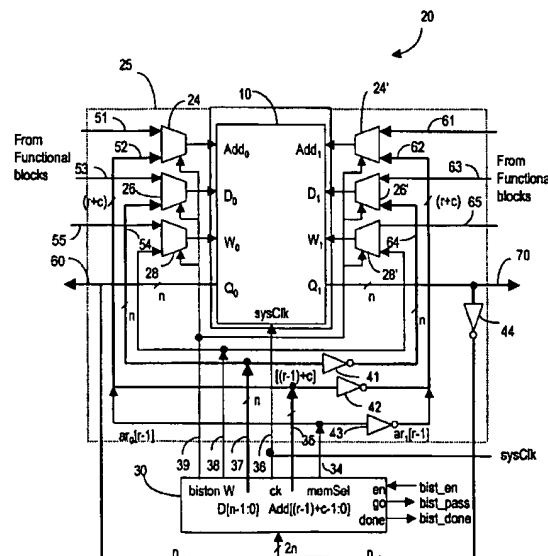 20
25
24
10
24'
51
61
From
Functional
blocks
52
Add₀
Add₁
62
53
63
From
Functional
blocks
(r+c)
26
D₀
D₁
26'
(r+c)
65
55
54
W₀
W₁
64
60
28
28'
70
n
Q₀
Q₁
n
sysClk
44
n
n
[(r-1)+c]
41
n
42
ar₀[r-1]
39
38
37
36
35
34
43
ar₁[r-1]
sysClk
30
biston W ck memSel
D[n-1:0] Add[(r-1)+c-1:0]
en bist_en
go bist_pass
done bist_done
n
2n
n